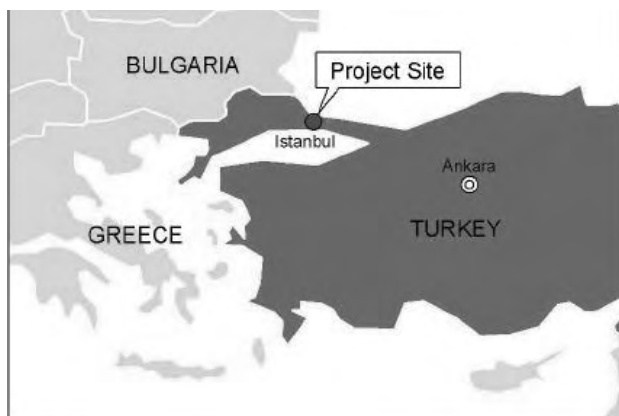 BULGARIA
Project Site
Istanbul
Ankara
GREECE
TURKEY